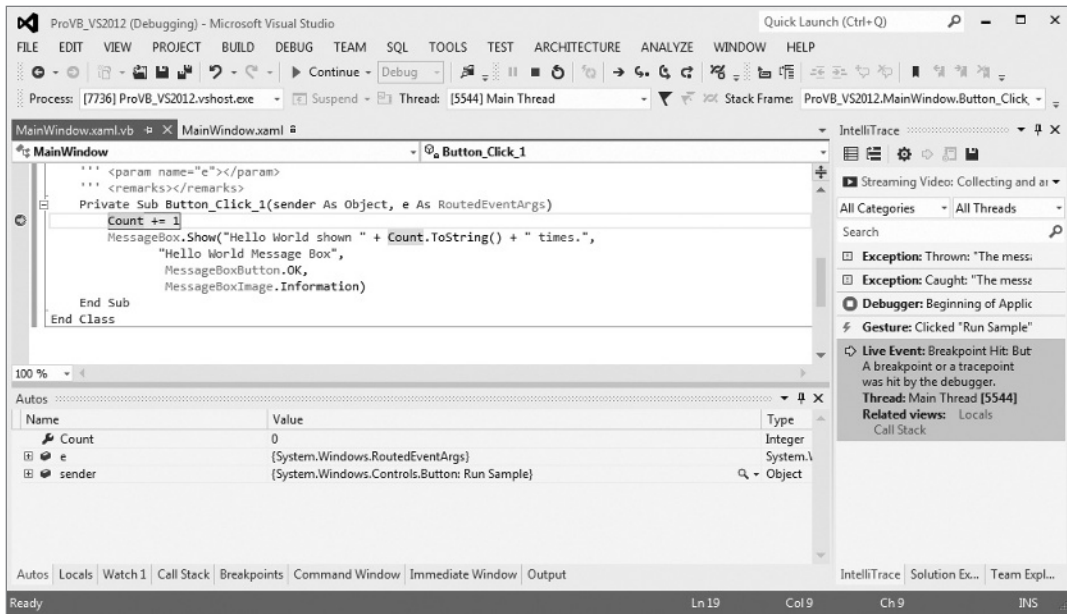 ProVB_VS2012 (Debugging) - Microsoft Visual Studio
Quick Launch (Ctrl+Q)
FILE EDIT VIEW PROJECT BUILD DEBUG TEAM SQL TOOLS TEST ARCHITECTURE ANALYZE WINDOW HELP
Continue Debug
Process: [7736] ProVB_VS2012.vshost.exe Suspend Thread: [5544] Main Thread Stack Frame: ProVB_VS2012.MainWindow.Button_Click_
MainWindow.xaml.vb MainWindow.xaml
MainWindow Button_Click_1
''' <param name="e"></param>
''' <remarks></remarks>
Private Sub Button_Click_1(sender As Object, e As RoutedEventArgs)
Count += 1
MessageBox.Show("Hello World shown " + Count.ToString() + " times.",
"Hello World Message Box",
MessageBoxButton.OK,
MessageBoxImage.Information)
End Sub
End Class
100 %
Autos
Name Value Type
Count 0 Integer
e {System.Windows.RoutedEventArgs} System.\
sender {System.Windows.Controls.Button: Run Sample} Object
Autos Locals Watch 1 Call Stack Breakpoints Command Window Immediate Window Output
IntelliTrace
Streaming Video: Collecting and ar
All Categories All Threads
Search
Exception: Thrown: "The messa
Exception: Caught: "The messa
Debugger: Beginning of Applic
Gesture: Clicked "Run Sample"
Live Event: Breakpoint Hit: But
A breakpoint or a tracepoint
was hit by the debugger.
Thread: Main Thread [5544]
Related views: Locals
Call Stack
IntelliTrace Solution Ex... Team Expl...
Ready Ln 19 Col 9 Ch 9 INS